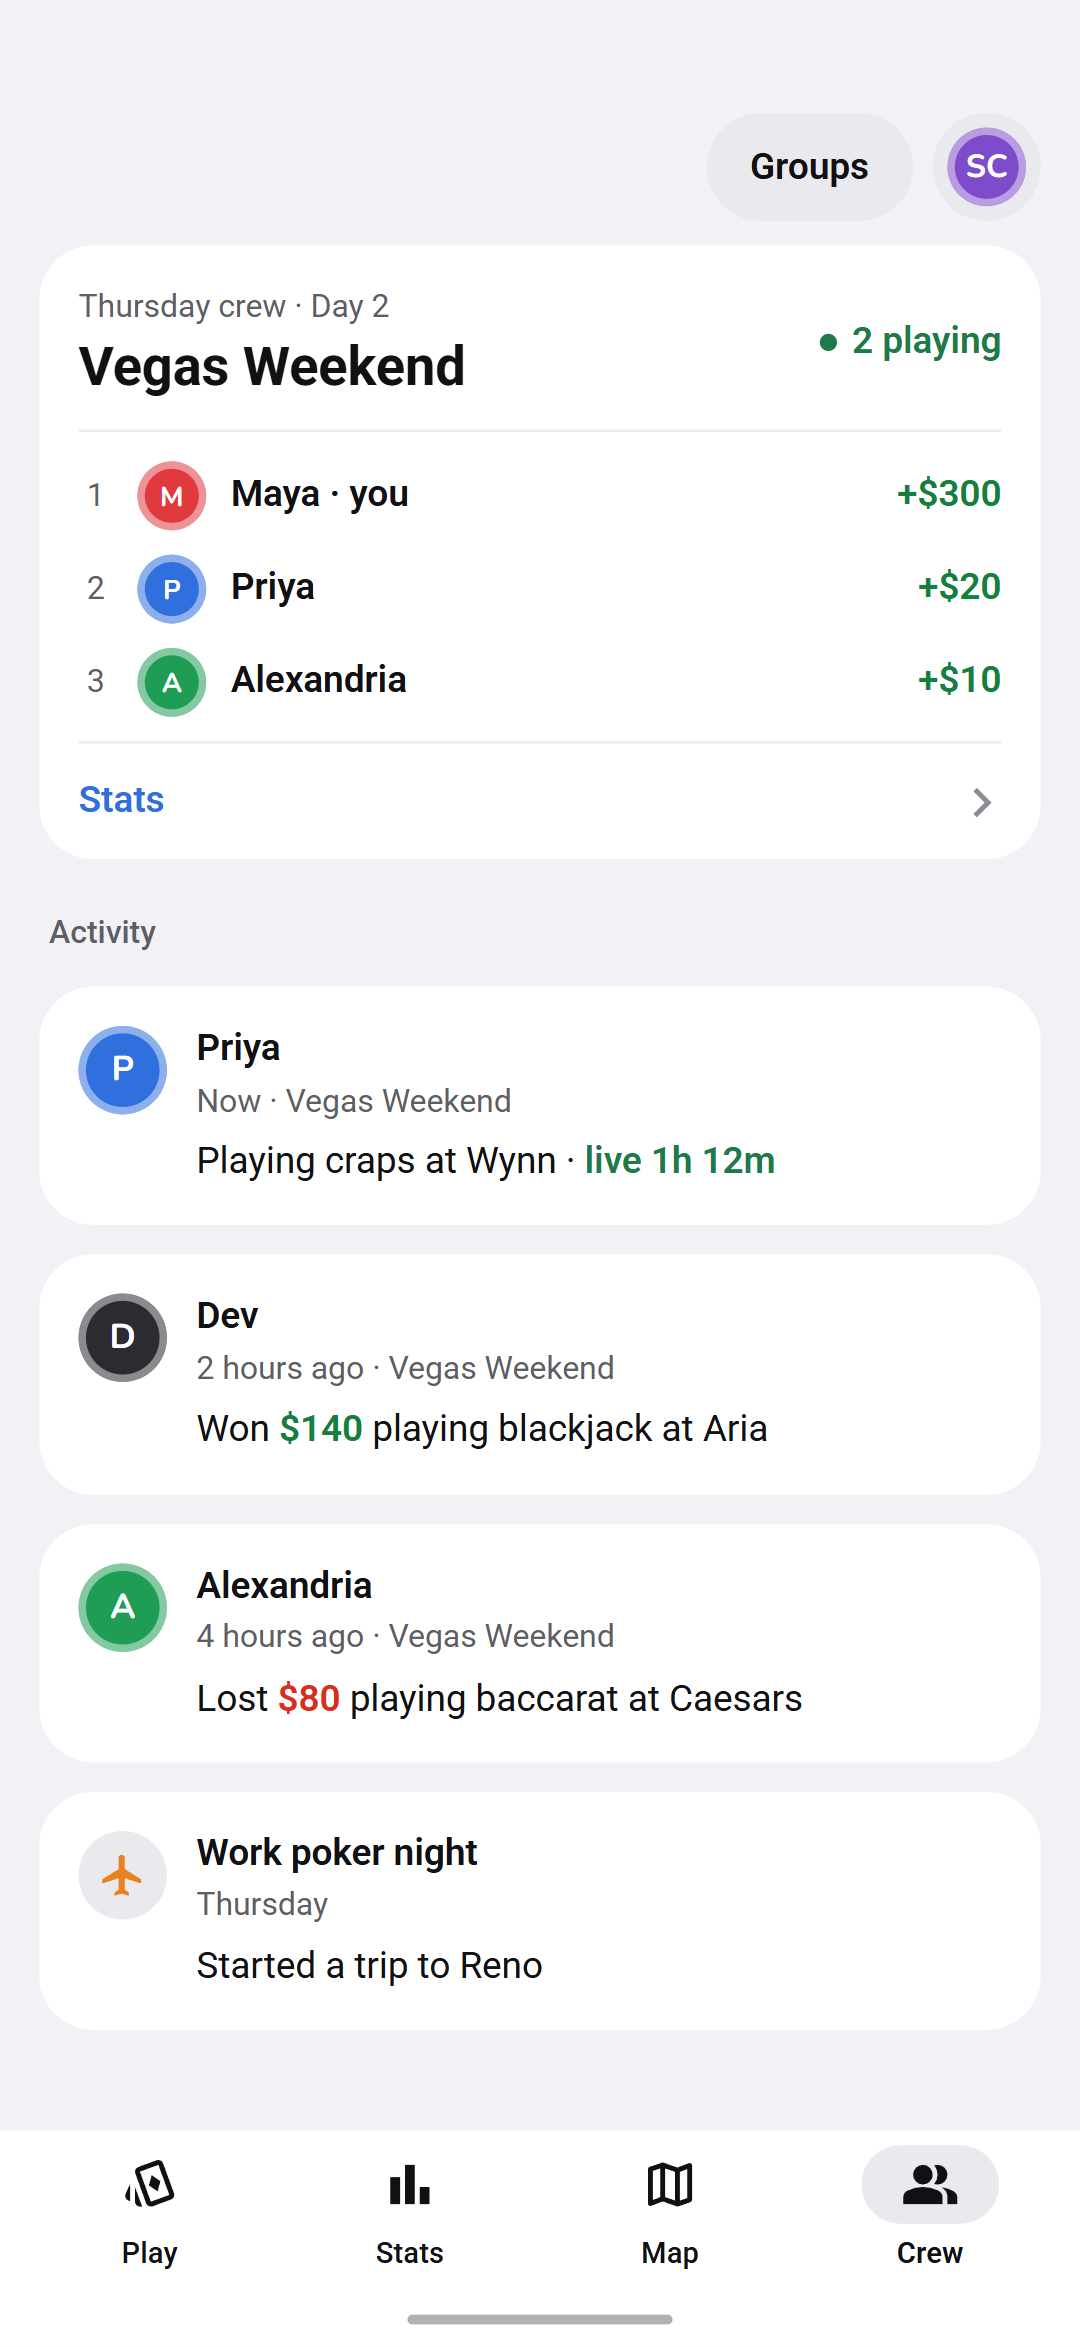 Groups
SC
Thursday crew · Day 2
Vegas Weekend
2 playing
1 M Maya · you +$300
2 P Priya +$20
3 A Alexandria +$10
Stats
Activity
P
Priya
Now · Vegas Weekend
Playing craps at Wynn · live 1h 12m
D
Dev
2 hours ago · Vegas Weekend
Won $140 playing blackjack at Aria
A
Alexandria
4 hours ago · Vegas Weekend
Lost $80 playing baccarat at Caesars
Work poker night
Thursday
Started a trip to Reno
Play Stats Map Crew